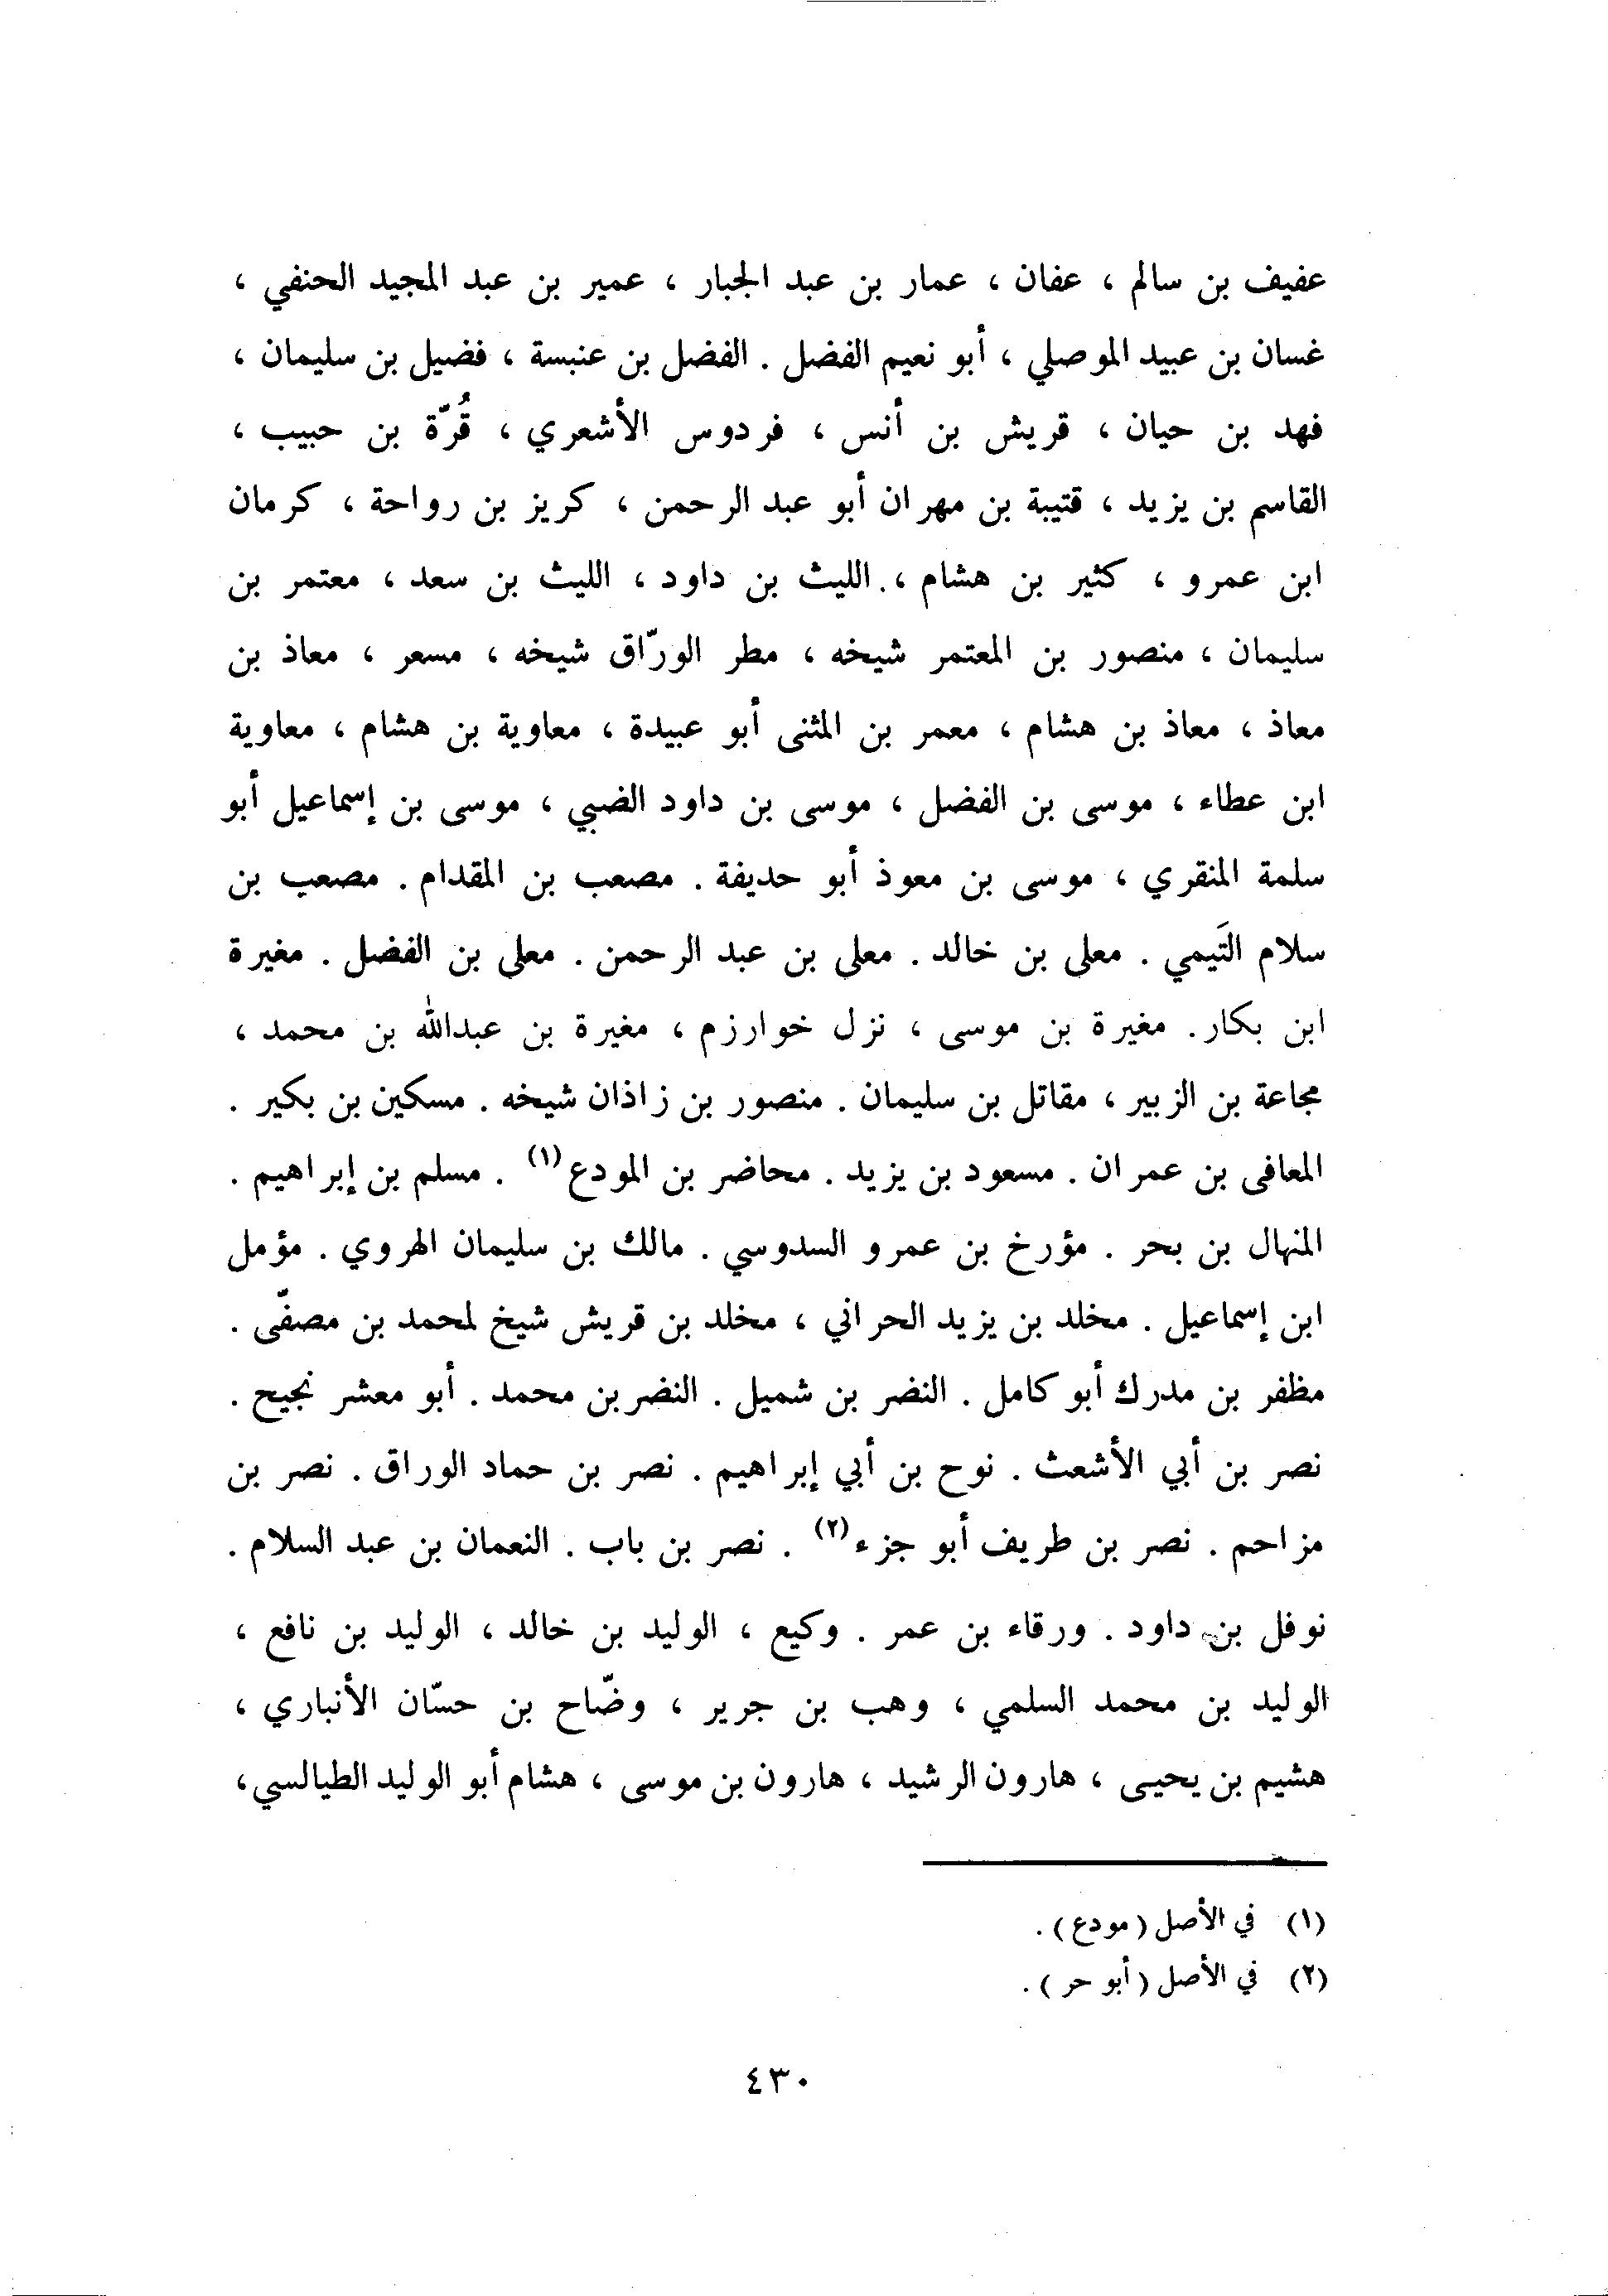 عفيف بن سالم ، عفان ، عمار بن عبد الجبار ، عمير بن عبد المجيد الحنفي ،
غسان بن عبيد الموصلي ، أبو نعيم الفضل . الفضل بن عنبسة ، فضيل بن سليمان ،
فهد بن حيان ، قريش بن أنس ، فردوس الأشعري ، قُرّة بن حبيب ،
القاسم بن يزيد ، قتيبة بن مهران أبو عبد الرحمن ، كريز بن رواحة ، كرمان
ابن عمرو ، كثير بن هشام ، . الليث بن داود ، الليث بن سعد ، معتمر بن
سليمان ، منصور بن المعتمر شيخه ، مطر الورّاق شيخه ، مسعر ، معاذ بن
معاذ ، معاذ بن هشام ، معمر بن المثنى أبو عبيدة ، معاوية بن هشام ، معاوية
ابن عطاء ، موسى بن الفضل ، موسى بن داود الضبي ، موسى بن إسماعيل أبو
سلمة المنقري ، موسى بن معوذ أبو حديفة . مصعب بن المقدام . مصعب بن
سلام التَيمي . معلى بن خالد . معلى بن عبد الرحمن . معلى بن الفضل . مغيرة
ابن بكار . مغيرة بن موسى ، نزل خوارزم ، مغيرة بن عبدالله بن محمد ،
مجاعة بن الزبير ، مقاتل بن سليمان . منصور بن زاذان شيخه . مسكين بن بكير .
المعافى بن عمران . مسعود بن يزيد . محاضر بن المودع (١) . مسلم بن إبراهيم .
المنهال بن بحر . مؤرخ بن عمرو السدوسي . مالك بن سليمان الهروي . مؤمل
ابن إسماعيل . مخلد بن يزيد الحراني ، مخلد بن قريش شيخ لمحمد بن مصفّى .
مظفر بن مدرك أبو كامل . النضر بن شميل . النضر بن محمد . أبو معشر نجيح .
نصر بن أبي الأشعث . نوح بن أبي إبراهيم . نصر بن حماد الوراق . نصر بن
مزاحم . نصر بن طريف أبو جزء (٢) . نصر بن باب . النعمان بن عبد السلام .
نوفل بن داود . ورقاء بن عمر . وكيع ، الوليد بن خالد ، الوليد بن نافع ،
الوليد بن محمد السلمي ، وهب بن جرير ، وضّاح بن حسّان الأنباري ،
هشيم بن يحيى ، هارون الرشيد ، هارون بن موسى ، هشام أبو الوليد الطيالسي ،
(١) في الأصل ( مودع ) .
(٢) في الأصل ( أبو حر ) .
٤٣٠